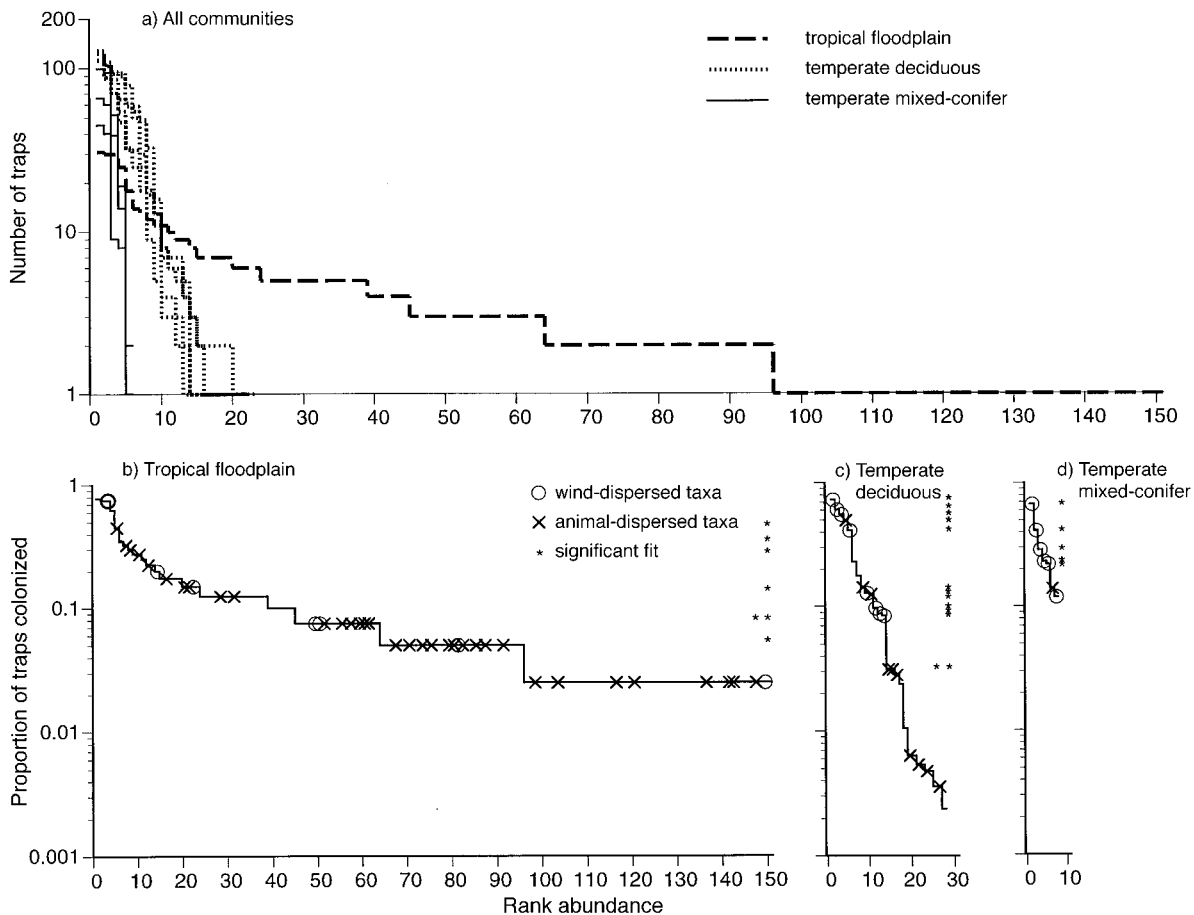 a) All communities
tropical floodplain
temperate deciduous
temperate mixed-conifer
Number of traps
200
100
10
1
0 10 20 30 40 50 60 70 80 90 100 110 120 130 140 150
b) Tropical floodplain
wind-dispersed taxa
animal-dispersed taxa
* significant fit
c) Temperate
deciduous
d) Temperate
mixed-conifer
Proportion of traps colonized
1
0.1
0.01
0.001
0 10 20 30 40 50 60 70 80 90 100 110 120 130 140 150
0 10 20 30
0 10
Rank abundance